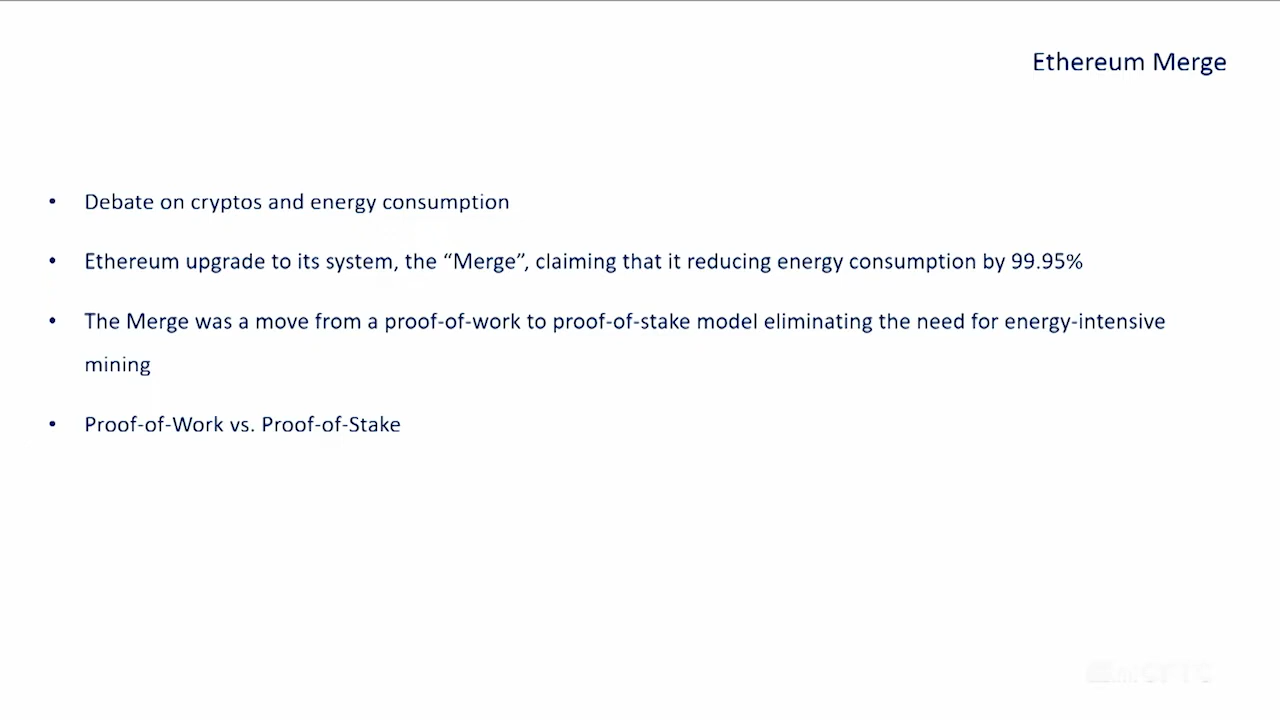 Ethereum Merge
• Debate on cryptos and energy consumption
• Ethereum upgrade to its system, the “Merge”, claiming that it reducing energy consumption by 99.95%
• The Merge was a move from a proof-of-work to proof-of-stake model eliminating the need for energy-intensive
mining
• Proof-of-Work vs. Proof-of-Stake